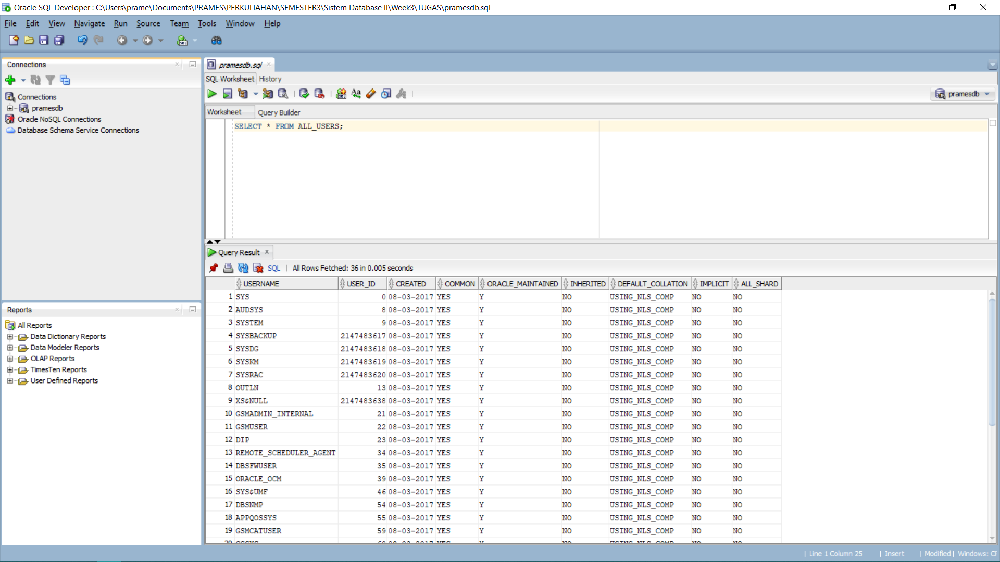 Oracle SQL Developer : C:\Users\prame\Documents\PRAMES\PERKULIAHAN\SEMESTER3\Sistem Database II\Week3\TUGAS\pramesdb.sql
File Edit View Navigate Run Source Team Tools Window Help
Connections
Connections
pramesdb
Oracle NoSQL Connections
Database Schema Service Connections
Reports
All Reports
Data Dictionary Reports
Data Modeler Reports
OLAP Reports
TimesTen Reports
User Defined Reports
pramesdb.sql
SQL Worksheet History
pramesdb
Worksheet Query Builder
SELECT * FROM ALL_USERS;
Query Result
SQL | All Rows Fetched: 36 in 0.005 seconds
USERNAME USER_ID CREATED COMMON ORACLE_MAINTAINED INHERITED DEFAULT_COLLATION IMPLICIT ALL_SHARD
1 SYS 0 08-03-2017 YES Y NO USING_NLS_COMP NO NO
2 AUDSYS 8 08-03-2017 YES Y NO USING_NLS_COMP NO NO
3 SYSTEM 9 08-03-2017 YES Y NO USING_NLS_COMP NO NO
4 SYSBACKUP 2147483617 08-03-2017 YES Y NO USING_NLS_COMP NO NO
5 SYSDG 2147483618 08-03-2017 YES Y NO USING_NLS_COMP NO NO
6 SYSKM 2147483619 08-03-2017 YES Y NO USING_NLS_COMP NO NO
7 SYSRAC 2147483620 08-03-2017 YES Y NO USING_NLS_COMP NO NO
8 OUTLN 13 08-03-2017 YES Y NO USING_NLS_COMP NO NO
9 XS$NULL 2147483638 08-03-2017 YES Y NO USING_NLS_COMP NO NO
10 GSMADMIN_INTERNAL 21 08-03-2017 YES Y NO USING_NLS_COMP NO NO
11 GSMUSER 22 08-03-2017 YES Y NO USING_NLS_COMP NO NO
12 DIP 23 08-03-2017 YES Y NO USING_NLS_COMP NO NO
13 REMOTE_SCHEDULER_AGENT 34 08-03-2017 YES Y NO USING_NLS_COMP NO NO
14 DBSFWUSER 35 08-03-2017 YES Y NO USING_NLS_COMP NO NO
15 ORACLE_OCM 39 08-03-2017 YES Y NO USING_NLS_COMP NO NO
16 SYS$UMF 46 08-03-2017 YES Y NO USING_NLS_COMP NO NO
17 DBSNMP 54 08-03-2017 YES Y NO USING_NLS_COMP NO NO
18 APPQOSSYS 55 08-03-2017 YES Y NO USING_NLS_COMP NO NO
19 GSMCATUSER 59 08-03-2017 YES Y NO USING_NLS_COMP NO NO
| Line 1 Column 25 | Insert | Modified | Windows: